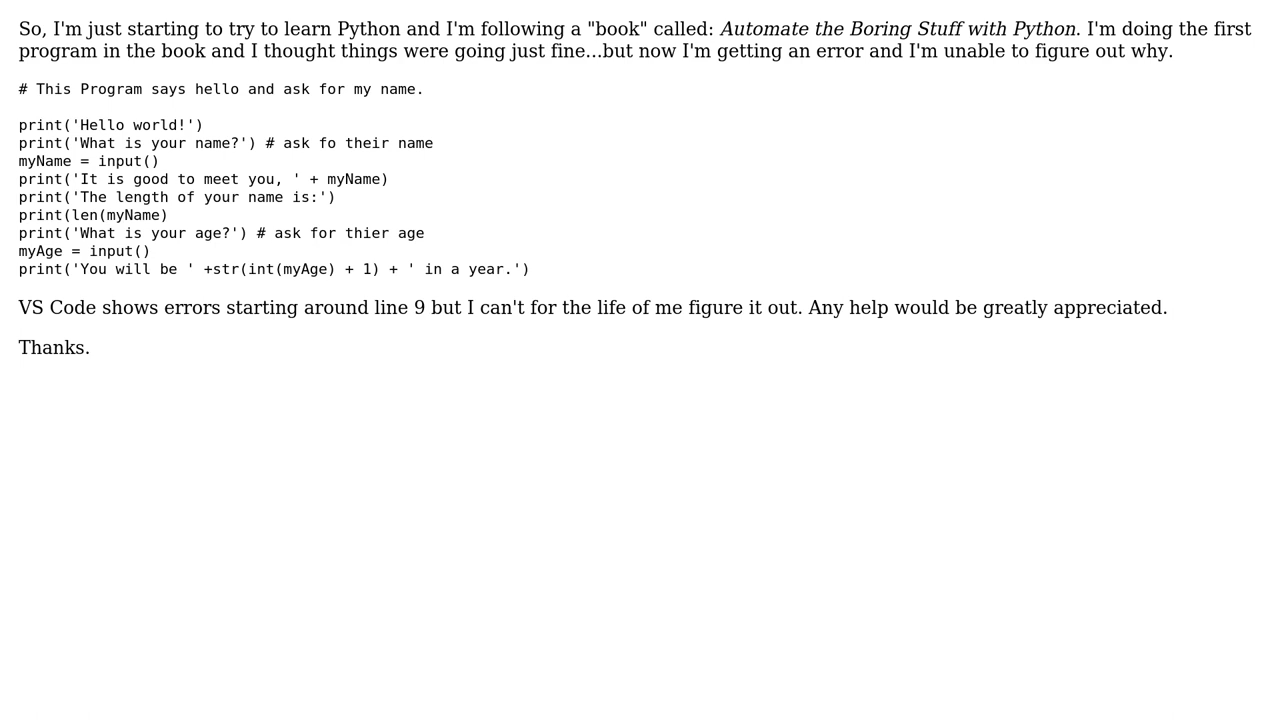 So, I'm just starting to try to learn Python and I'm following a "book" called: Automate the Boring Stuff with Python. I'm doing the first
program in the book and I thought things were going just fine...but now I'm getting an error and I'm unable to figure out why.
# This Program says hello and ask for my name.
print('Hello world!')
print('What is your name?') # ask fo their name
myName = input()
print('It is good to meet you, ' + myName)
print('The length of your name is:')
print(len(myName)
print('What is your age?') # ask for thier age
myAge = input()
print('You will be ' +str(int(myAge) + 1) + ' in a year.')
VS Code shows errors starting around line 9 but I can't for the life of me figure it out. Any help would be greatly appreciated.
Thanks.